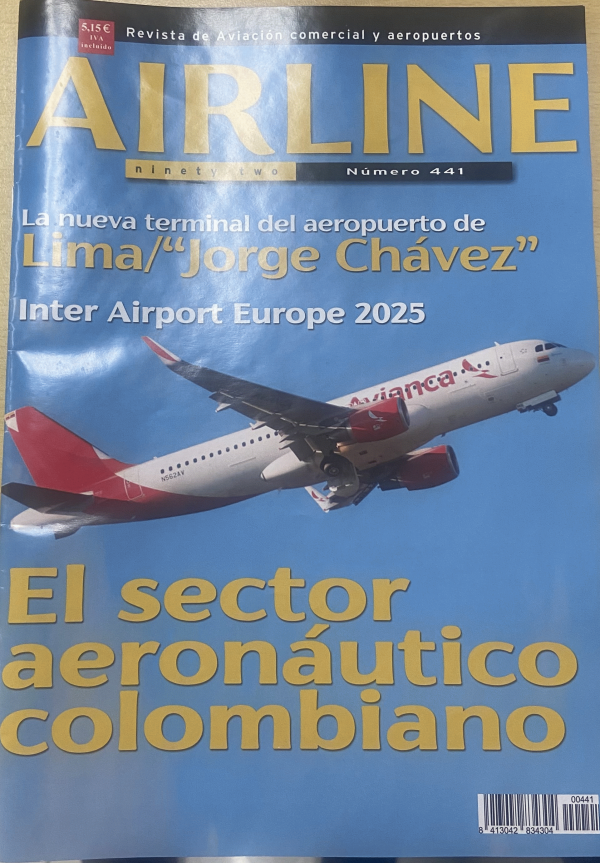 5,15 €
IVA
incluido
Revista de Aviación comercial y aeropuertos
AIRLINE
ninety two
Número 441
La nueva terminal del aeropuerto de
Lima/“Jorge Chávez”
Inter Airport Europe 2025
Avianca
N562AV
El sector
aeronáutico
colombiano
00441
8 413042 834304